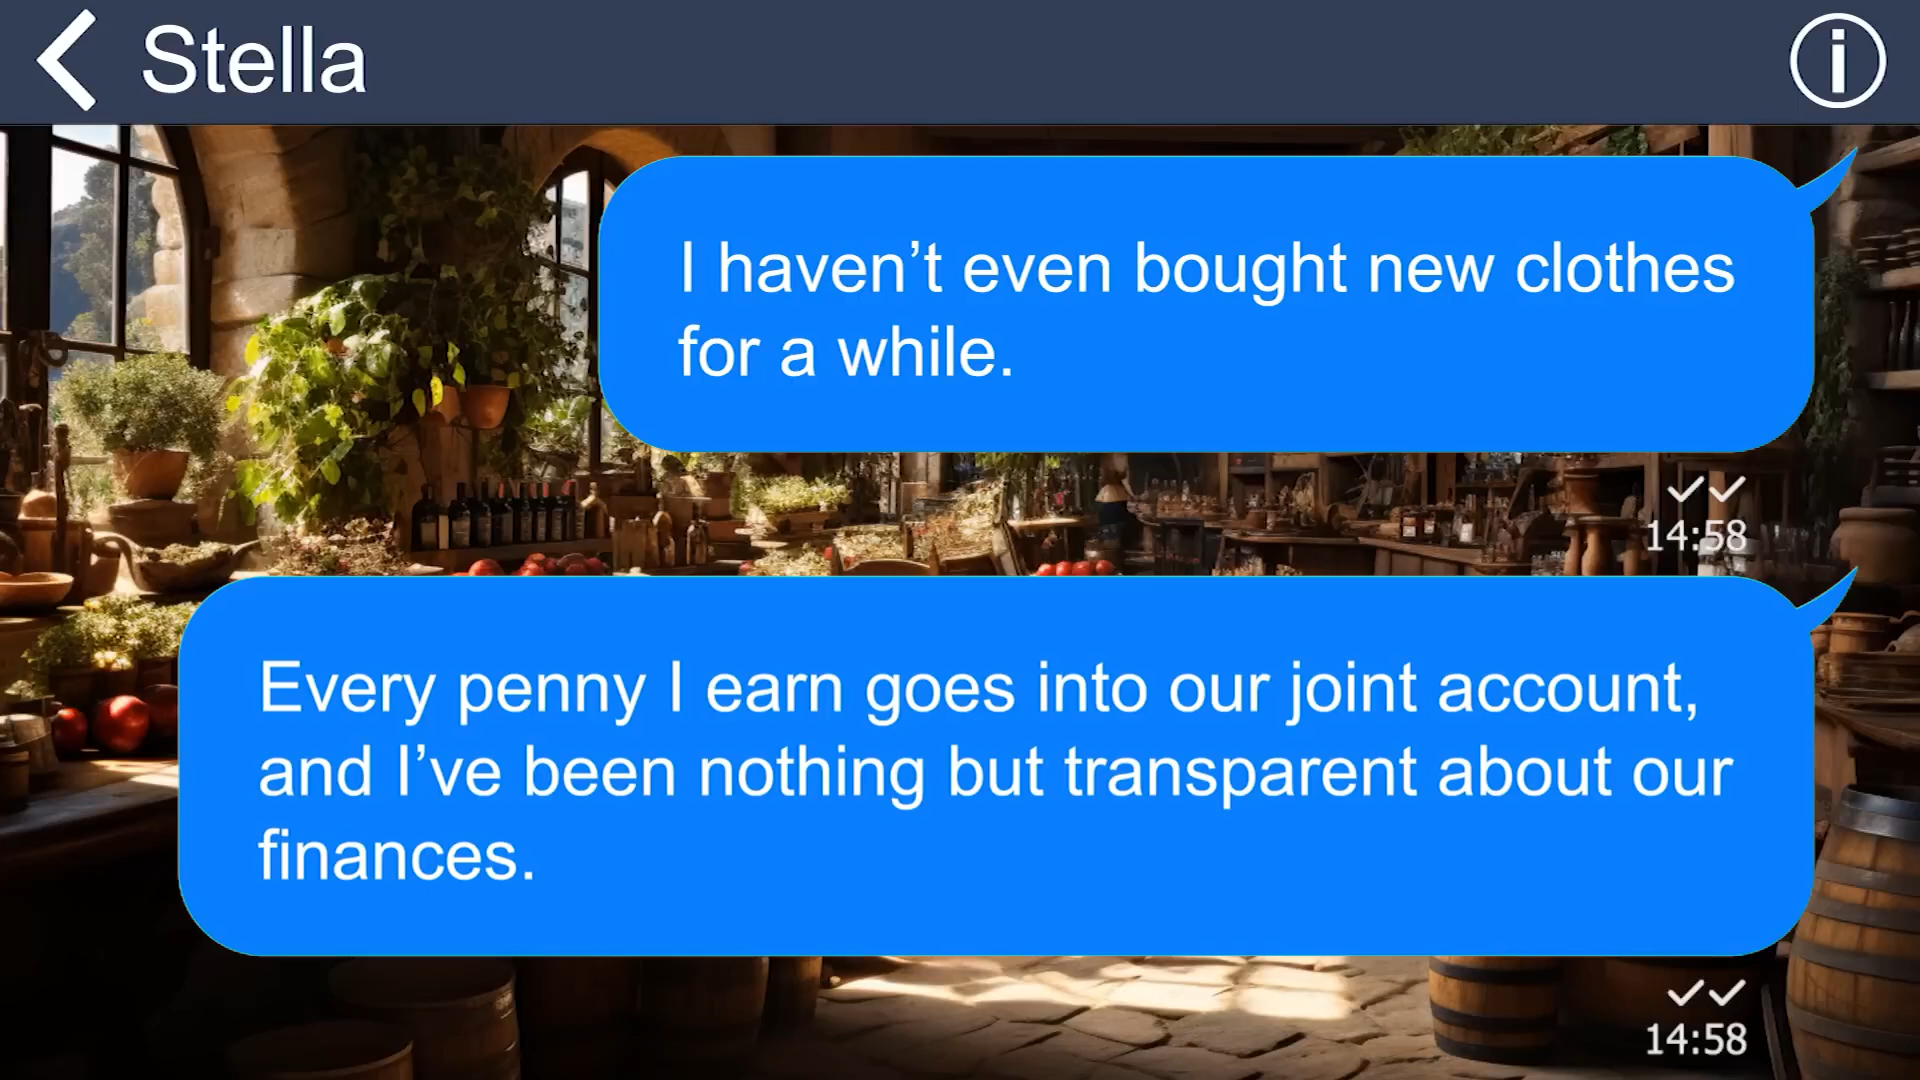 Stella
I haven’t even bought new clothes
for a while.
14:58
Every penny I earn goes into our joint account,
and I’ve been nothing but transparent about our
finances.
14:58